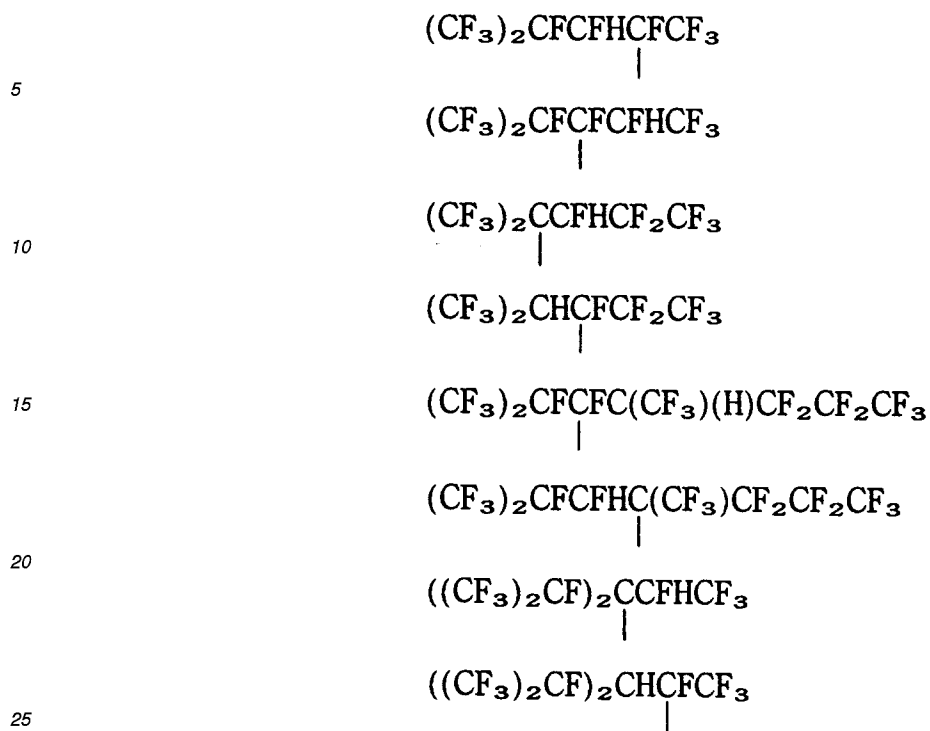 (CF₃)₂CFCFHCFCF₃
5
(CF₃)₂CFCFCFHCF₃
(CF₃)₂CCFHCF₂CF₃
10
(CF₃)₂CHCFCF₂CF₃
15 (CF₃)₂CFCFC(CF₃)(H)CF₂CF₂CF₃
(CF₃)₂CFCFHC(CF₃)CF₂CF₂CF₃
20
((CF₃)₂CF)₂CCFHCF₃
((CF₃)₂CF)₂CHCFCF₃
25